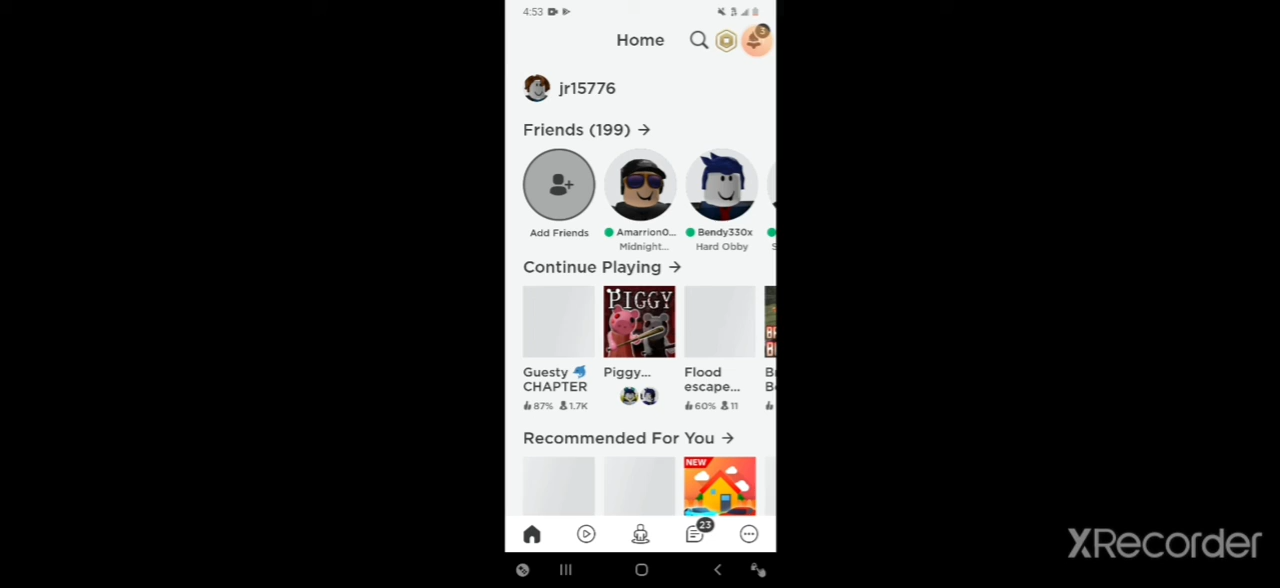 4:53
Home
3
jr15776
Friends (199) →
Add Friends
Amarrion0...
Midnight...
Bendy330x
Hard Obby
Continue Playing →
PIGGY
Guesty
CHAPTER
87% 1.7K
Piggy...
Flood
escape...
60% 11
Recommended For You →
NEW
23
XRecorder